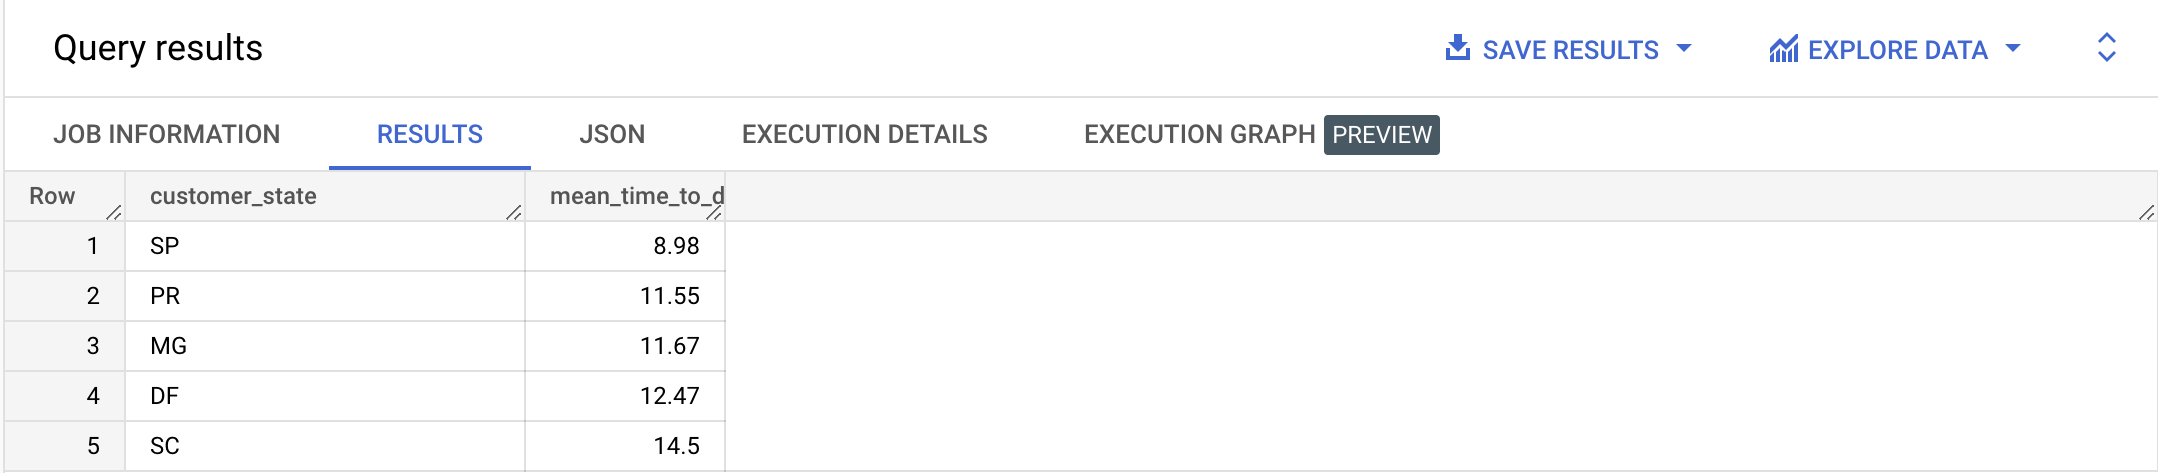 Query results SAVE RESULTS EXPLORE DATA
JOB INFORMATION RESULTS JSON EXECUTION DETAILS EXECUTION GRAPH PREVIEW
Row customer_state mean_time_to_d
1 SP 8.98
2 PR 11.55
3 MG 11.67
4 DF 12.47
5 SC 14.5